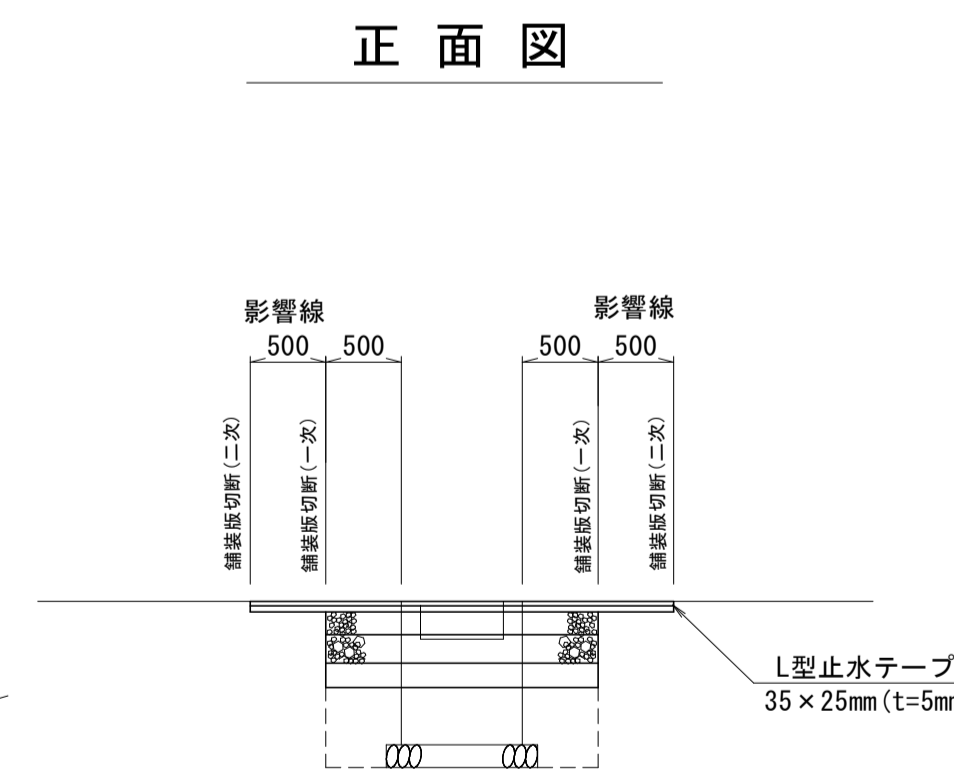 正面図
影響線
影響線
500 500
500 500
舗装版切断(二次)
舗装版切断(一次)
舗装版切断(一次)
舗装版切断(二次)
L型止水テープ
35×25mm(t=5m